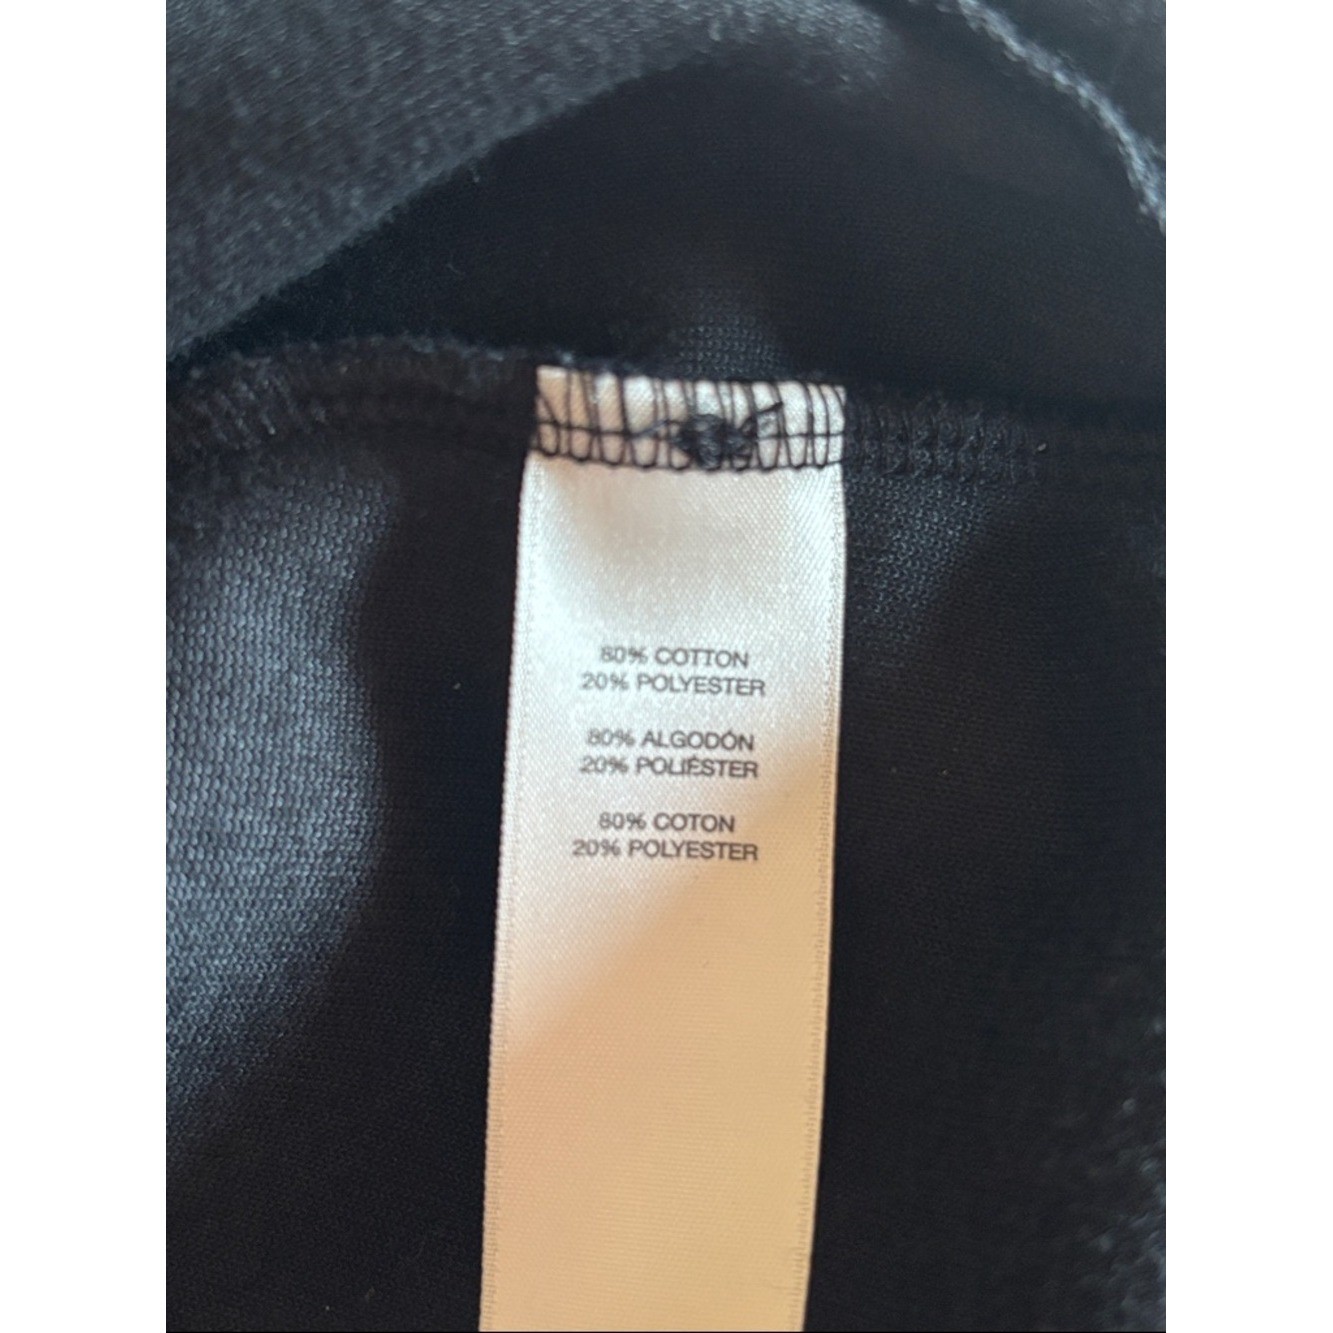 80% COTTON
20% POLYESTER
80% ALGODÓN
20% POLIÉSTER
80% COTON
20% POLYESTER